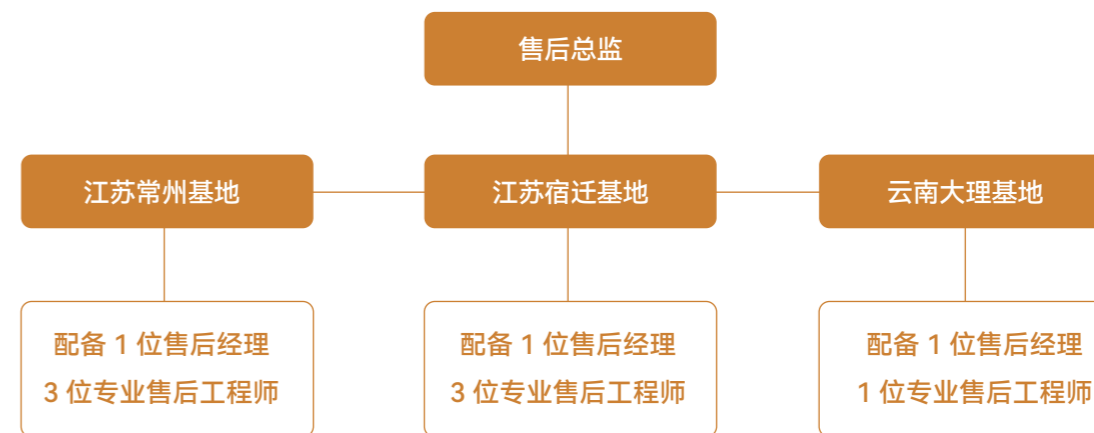 售后总监
江苏常州基地
江苏宿迁基地
云南大理基地
配备 1 位售后经理
3 位专业售后工程师
配备 1 位售后经理
3 位专业售后工程师
配备 1 位售后经理
1 位专业售后工程师